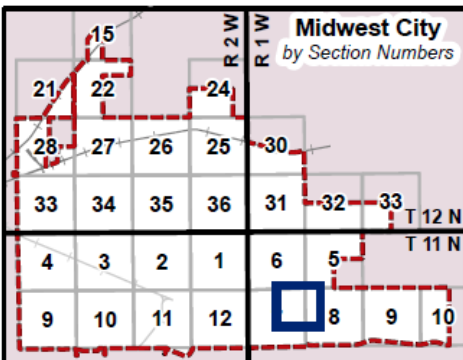 Midwest City
by Section Numbers
R 2 W
R 1 W
15
21 22 24
28 27 26 25 30
33 34 35 36 31 32 33
T 12 N
T 11 N
4 3 2 1 6 5
9 10 11 12 8 9 10